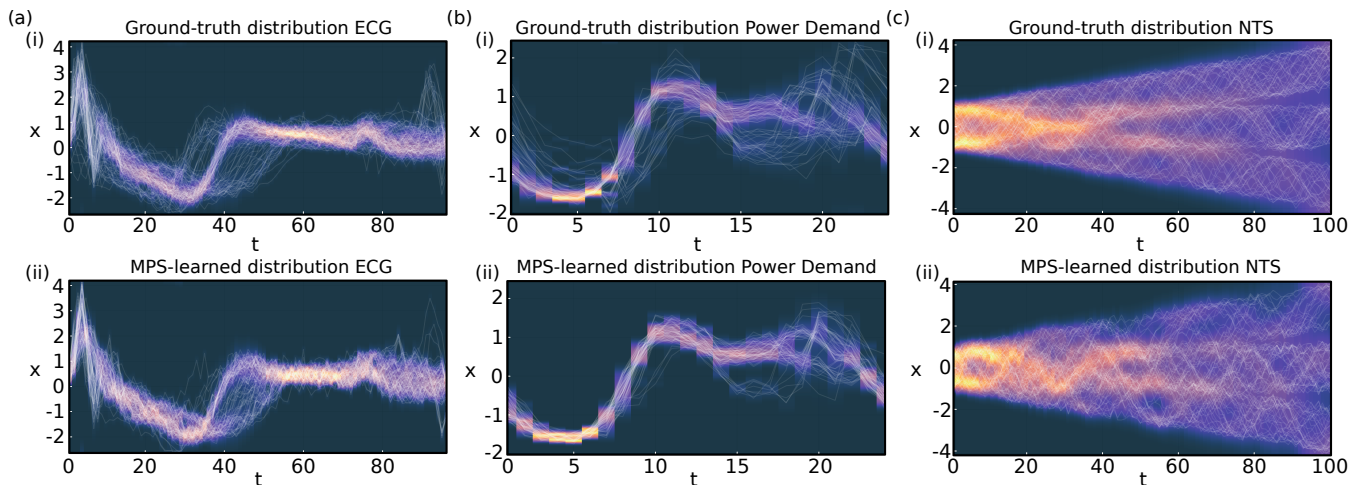 (a)
Ground-truth distribution ECG
(i)
4
3
2
1
0
-1
-2
x
0 20 40 60 80
t
(b)
Ground-truth distribution Power Demand
(i)
2
1
0
-1
-2
x
0 5 10 15 20
t
(c)
Ground-truth distribution NTS
(i)
4
2
0
-2
-4
x
0 20 40 60 80 100
t
MPS-learned distribution ECG
(ii)
4
3
2
1
0
-1
-2
x
0 20 40 60 80
t
MPS-learned distribution Power Demand
(ii)
2
1
0
-1
-2
x
0 5 10 15 20
t
MPS-learned distribution NTS
(ii)
4
2
0
-2
-4
x
0 20 40 60 80 100
t